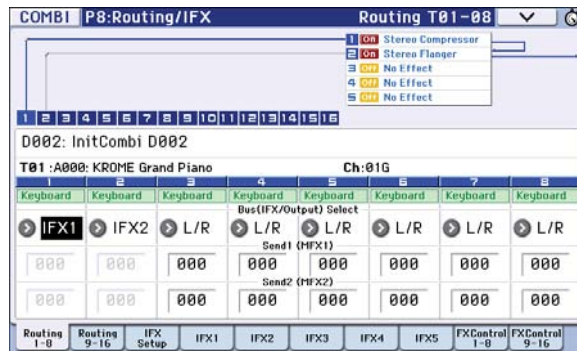 COMBI P8:Routing/IFX Routing T01-08
1 On Stereo Compressor
2 On Stereo Flanger
3 Off No Effect
4 Off No Effect
5 Off No Effect
1 2 3 4 5 6 7 8 9 10 11 12 13 14 15 16
D002: InitCombi D002
T01 :A000: KROME Grand Piano Ch:01G
1 2 3 4 5 6 7 8
Keyboard Keyboard Keyboard Keyboard Keyboard Keyboard Keyboard Keyboard
Bus(IFX/Output) Select
IFX1 IFX2 L/R L/R L/R L/R L/R L/R
Send1 (MFX1)
000 000 000 000 000 000 000 000
Send2 (MFX2)
000 000 000 000 000 000 000 000
Routing 1-8 Routing 9-16 IFX Setup IFX1 IFX2 IFX3 IFX4 IFX5 FXControl 1-8 FXControl 9-16